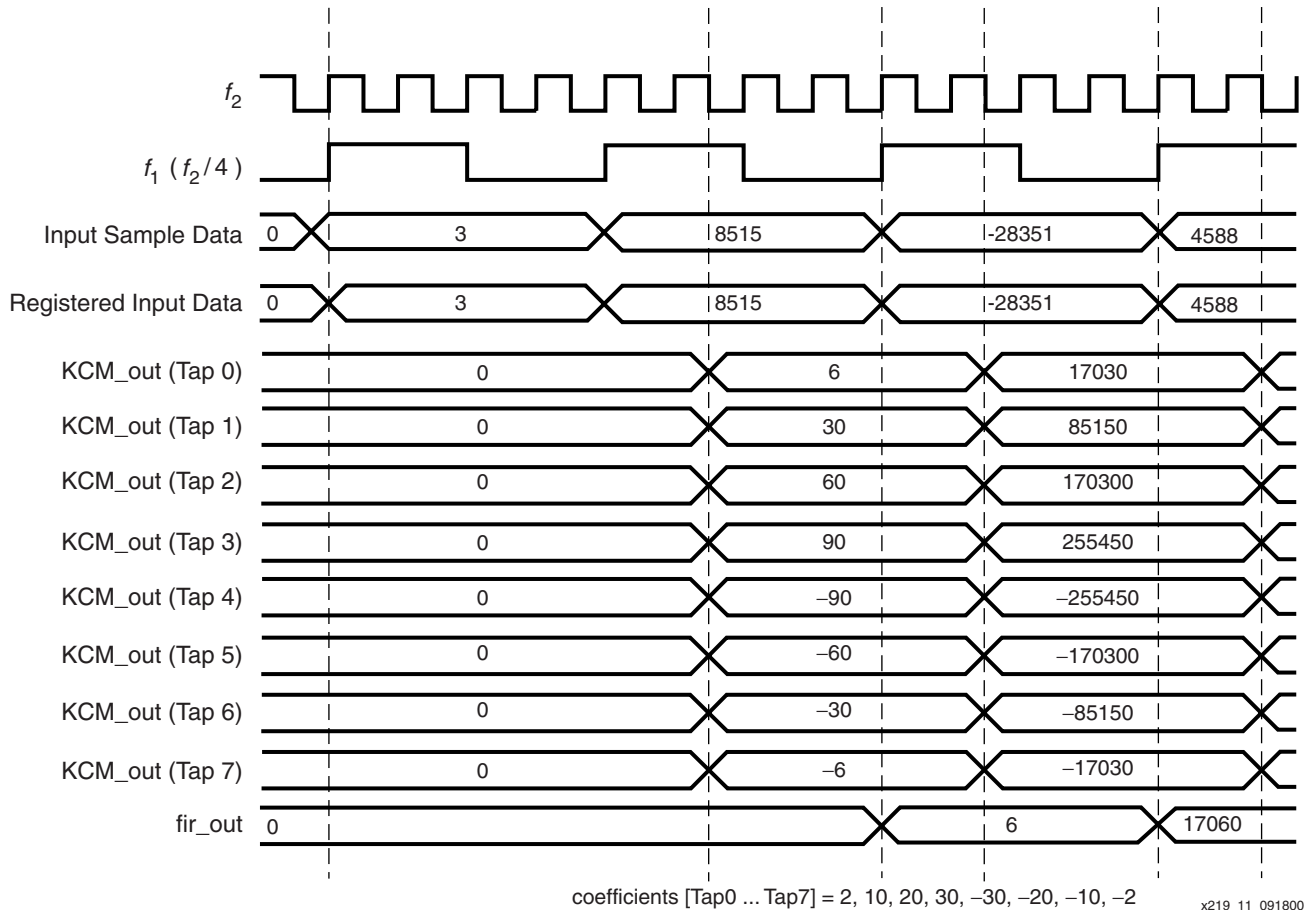 f2
f1 ( f2/4 )
Input Sample Data 0 3 8515 -28351 4588
Registered Input Data 0 3 8515 -28351 4588
KCM_out (Tap 0) 0 6 17030
KCM_out (Tap 1) 0 30 85150
KCM_out (Tap 2) 0 60 170300
KCM_out (Tap 3) 0 90 255450
KCM_out (Tap 4) 0 −90 −255450
KCM_out (Tap 5) 0 −60 −170300
KCM_out (Tap 6) 0 −30 −85150
KCM_out (Tap 7) 0 −6 −17030
fir_out 0 6 17060
coefficients [Tap0 ... Tap7] = 2, 10, 20, 30, −30, −20, −10, −2
x219_11_091800